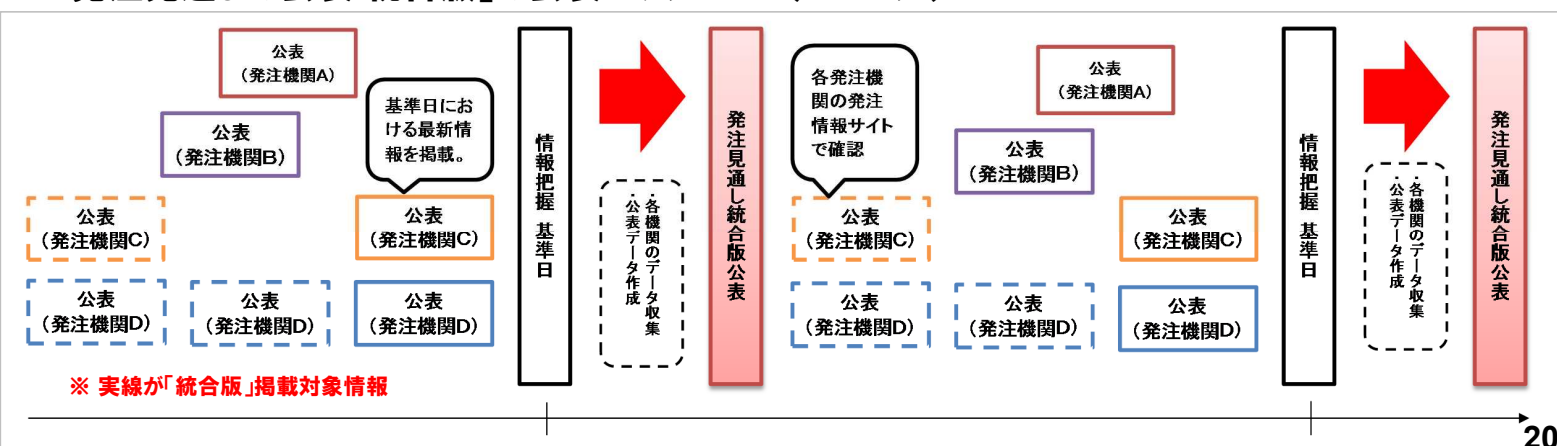 公表
(発注機関A)
公表
(発注機関B)
基準日にお
ける最新情
報を掲載。
公表
(発注機関C)
公表
(発注機関C)
公表
(発注機関D)
公表
(発注機関D)
公表
(発注機関D)
※ 実線が「統合版」掲載対象情報
情報把握 基準日
・各機関のデータ収集
・公表データ作成
発注見通し統合版公表
各発注機
関の発注
情報サイト
で確認
公表
(発注機関A)
公表
(発注機関B)
公表
(発注機関C)
公表
(発注機関C)
公表
(発注機関D)
公表
(発注機関D)
公表
(発注機関D)
情報把握 基準日
・各機関のデータ収集
・公表データ作成
発注見通し統合版公表
20